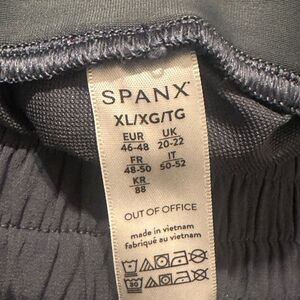 SPANX®
XL/XG/TG
EUR UK
46-48 20-22
FR IT
48-50 50-52
KR
88
OUT OF OFFICE
made in vietnam
fabriqué au vietnam
30